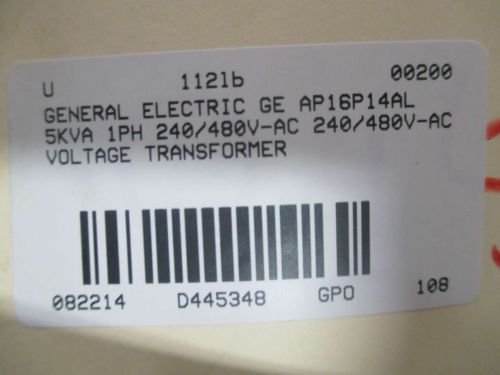 U 112lb 00200
GENERAL ELECTRIC GE AP16P14AL
5KVA 1PH 240/480V-AC 240/480V-AC
VOLTAGE TRANSFORMER
082214 D445348 GPO 108